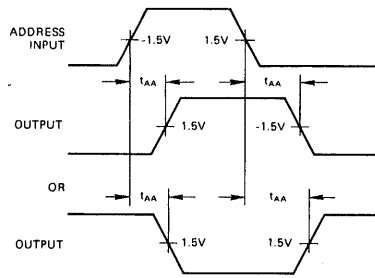 ADDRESS
INPUT
-1.5V
1.5V
tAA
tAA
OUTPUT
1.5V
-1.5V
OR
tAA
tAA
OUTPUT
1.5V
1.5V